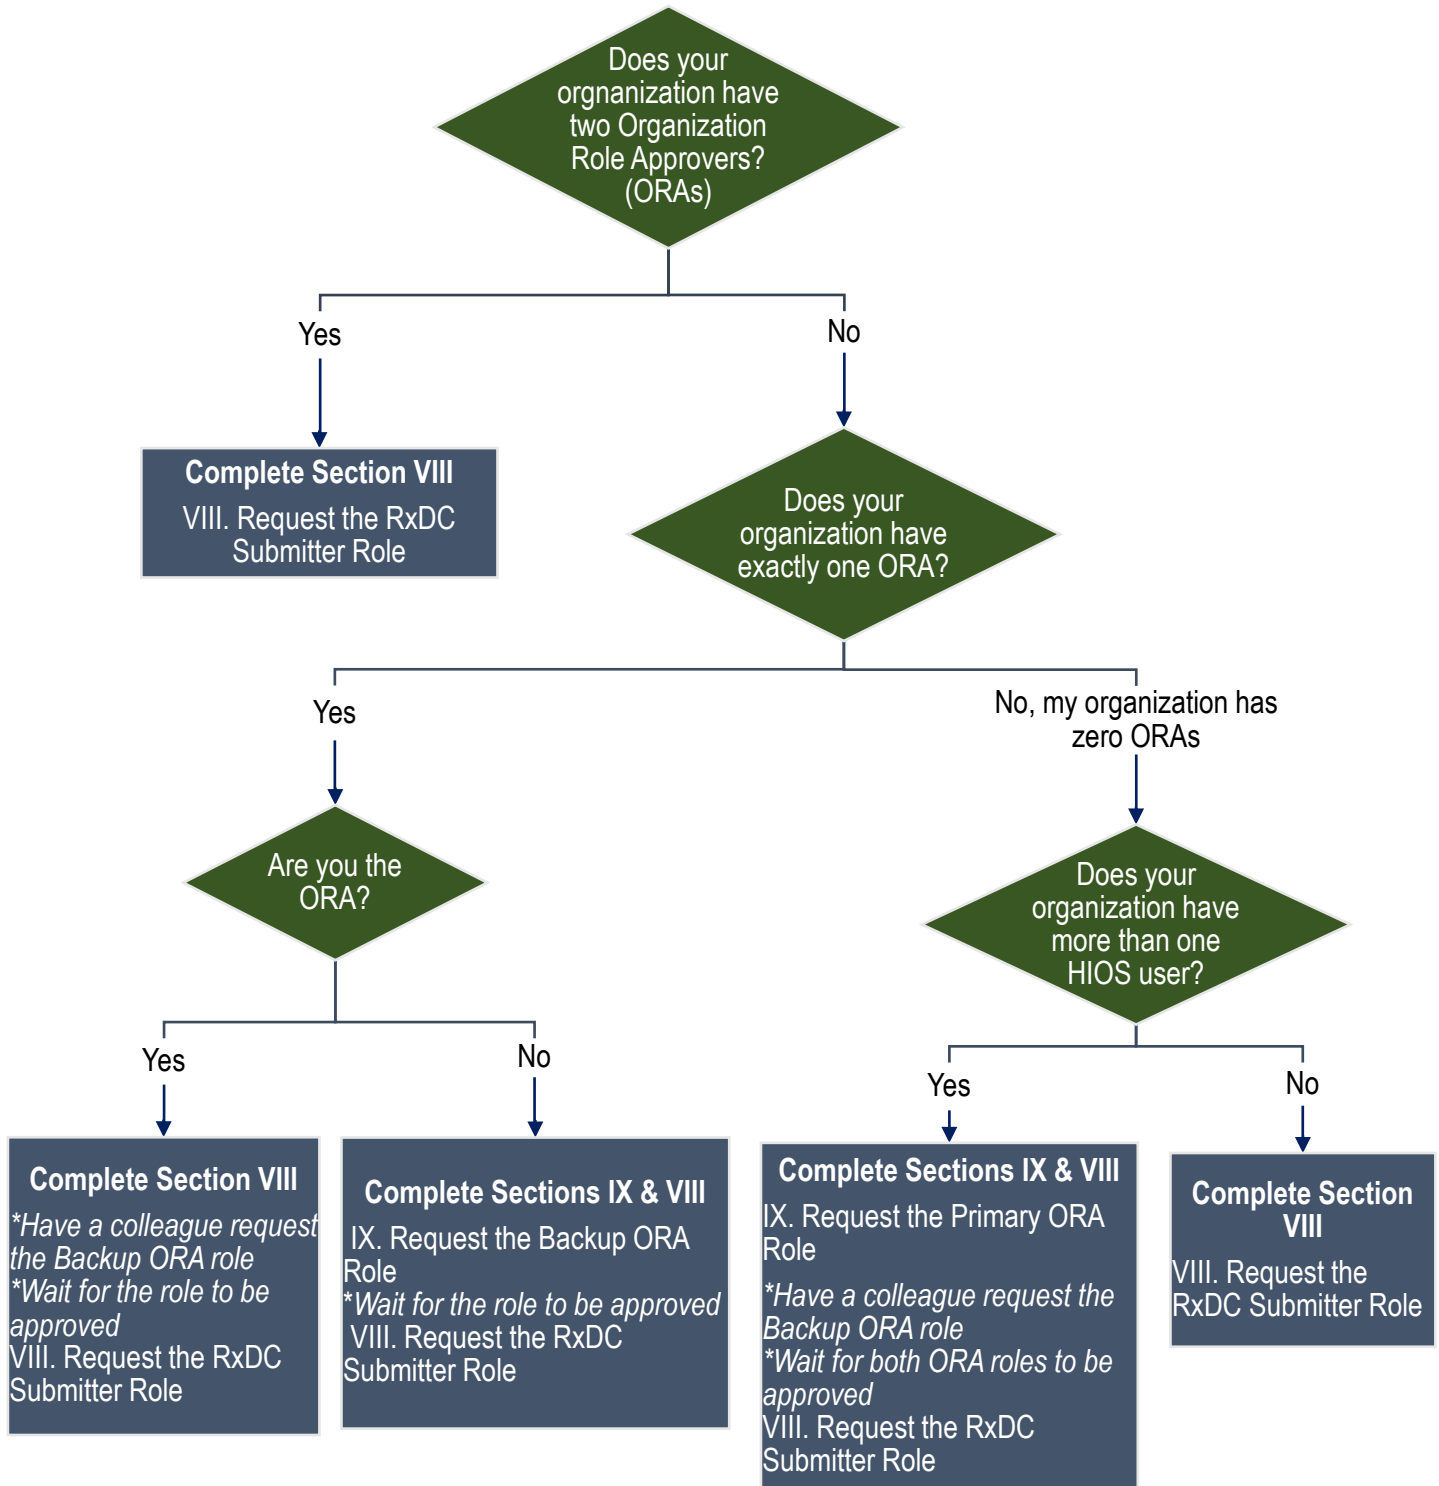 Does your
orgnanization have
two Organization
Role Approvers?
(ORAs)
Yes
No
Complete Section VIII
VIII. Request the RxDC
Submitter Role
Does your
organization have
exactly one ORA?
Yes
No, my organization has
zero ORAs
Are you the
ORA?
Does your
organization have
more than one
HIOS user?
Yes
No
Yes
No
Complete Section VIII
*Have a colleague request
the Backup ORA role
*Wait for the role to be
approved
VIII. Request the RxDC
Submitter Role
Complete Sections IX & VIII
IX. Request the Backup ORA
Role
*Wait for the role to be approved
VIII. Request the RxDC
Submitter Role
Complete Sections IX & VIII
IX. Request the Primary ORA
Role
*Have a colleague request the
Backup ORA role
*Wait for both ORA roles to be
approved
VIII. Request the RxDC
Submitter Role
Complete Section
VIII
VIII. Request the
RxDC Submitter Role